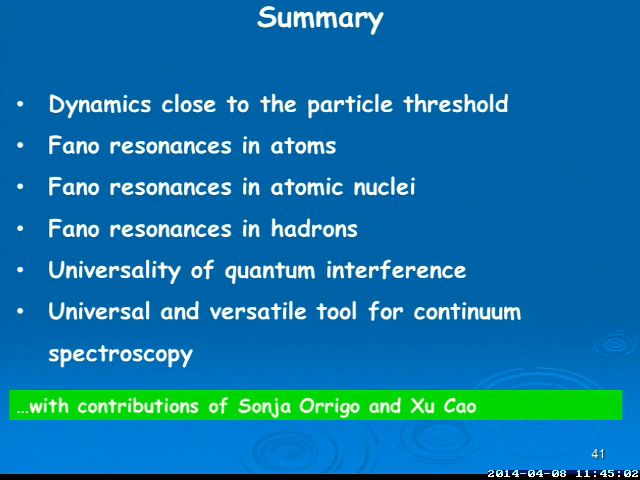 Summary
• Dynamics close to the particle threshold
• Fano resonances in atoms
• Fano resonances in atomic nuclei
• Fano resonances in hadrons
• Universality of quantum interference
• Universal and versatile tool for continuum
spectroscopy
…with contributions of Sonja Orrigo and Xu Cao
41
2014-04-08 11:45:02